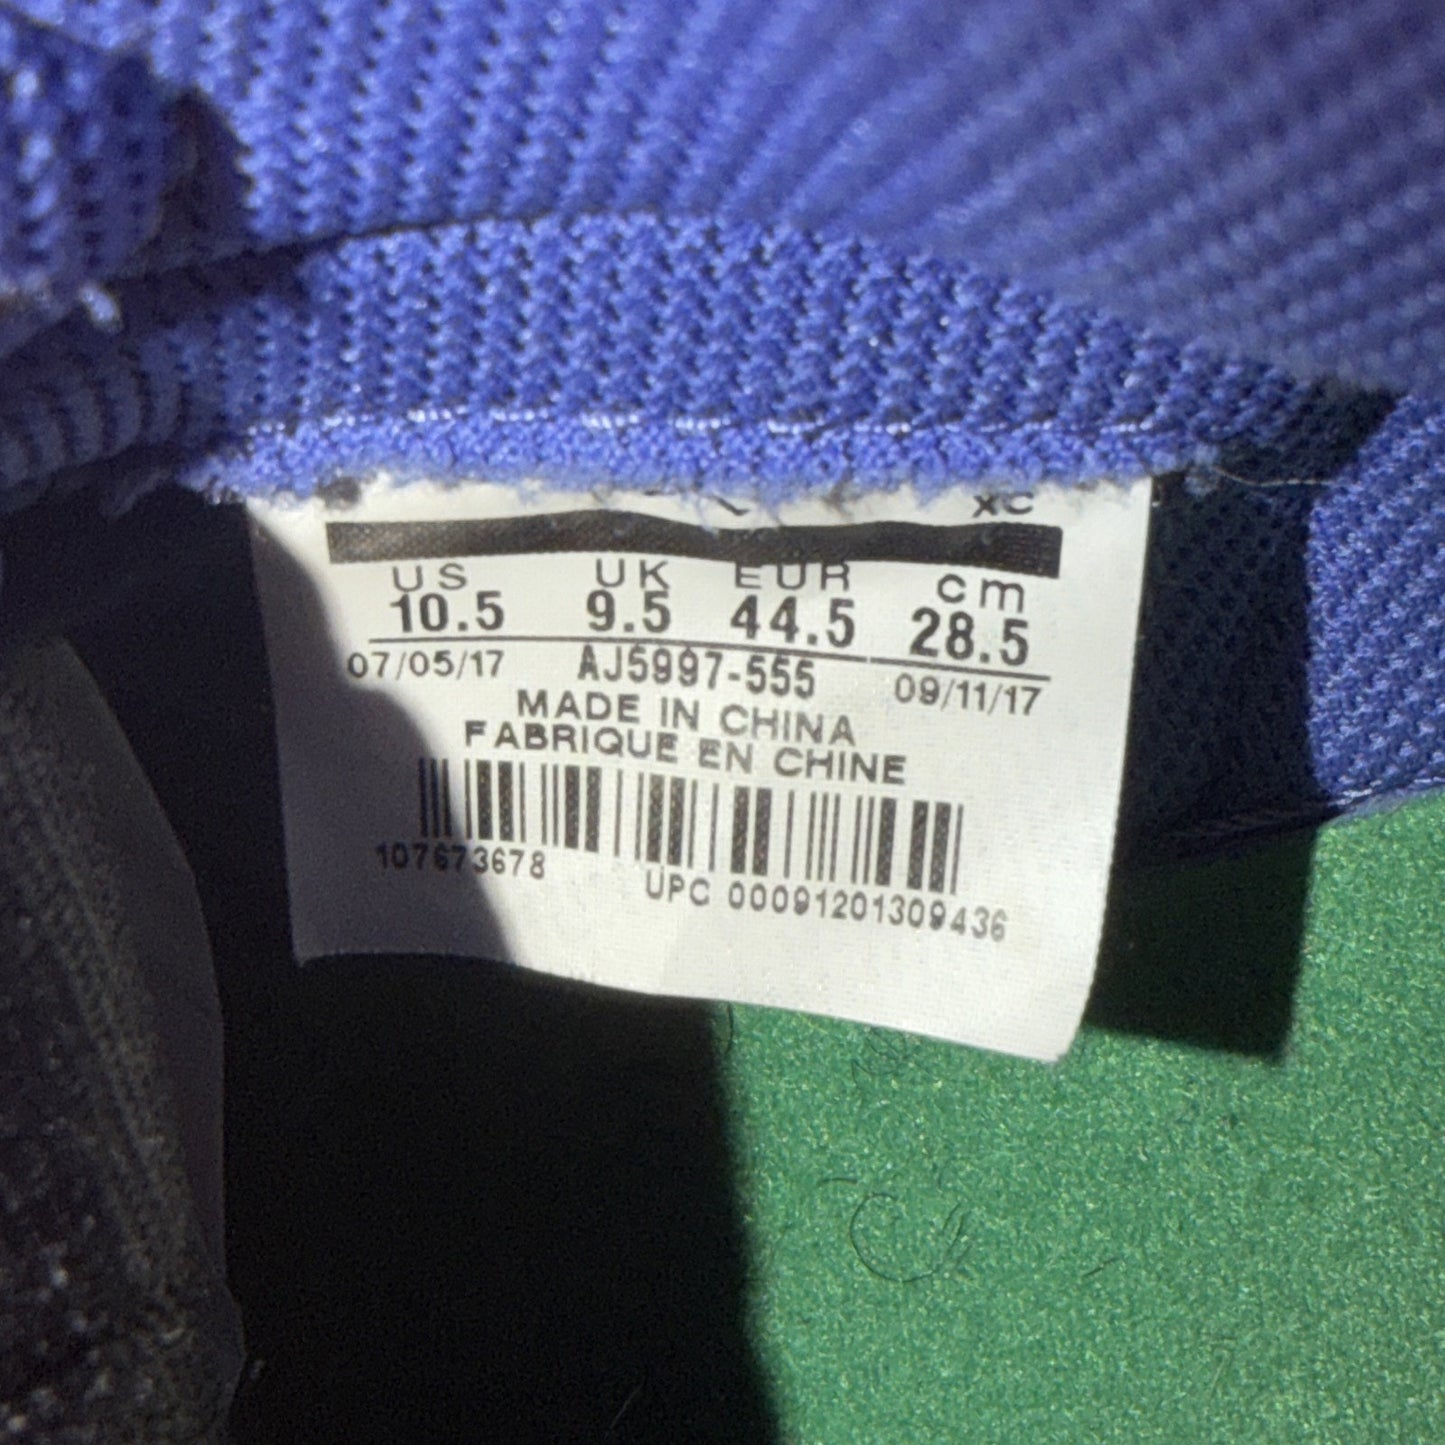 XC
US UK EUR cm
10.5 9.5 44.5 28.5
07/05/17 AJ5997-555 09/11/17
MADE IN CHINA
FABRIQUE EN CHINE
107673678
UPC 00091201309436